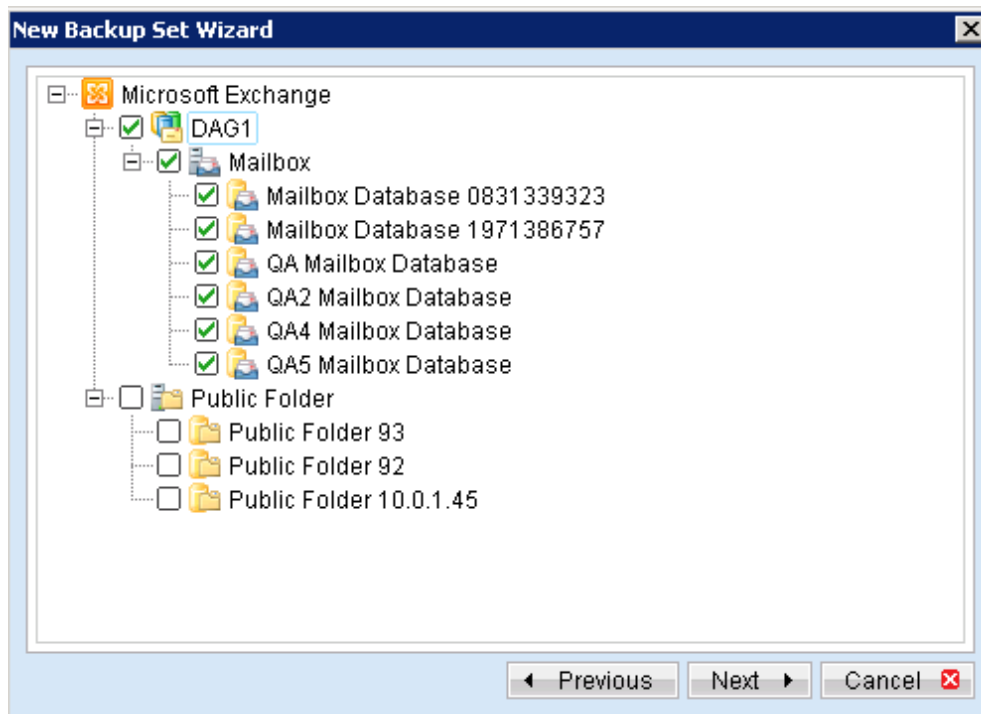 New Backup Set Wizard
Microsoft Exchange
DAG1
Mailbox
Mailbox Database 0831339323
Mailbox Database 1971386757
QA Mailbox Database
QA2 Mailbox Database
QA4 Mailbox Database
QA5 Mailbox Database
Public Folder
Public Folder 93
Public Folder 92
Public Folder 10.0.1.45
Previous Next Cancel